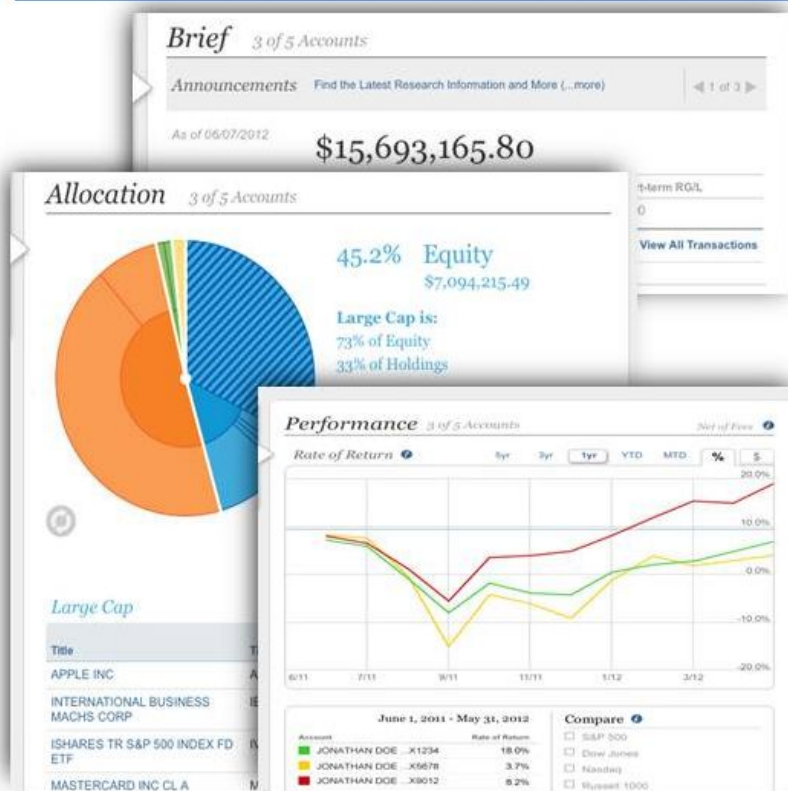 Brief 3 of 5 Accounts
Announcements Find the Latest Research Information and More (...more) 1 of 3
As of 06/07/2012
$15,693,165.80
t-term RG/L
0
View All Transactions
Allocation 3 of 5 Accounts
45.2% Equity
$7,094,215.49
Large Cap is:
73% of Equity
33% of Holdings
Large Cap
Title
APPLE INC
INTERNATIONAL BUSINESS
MACHS CORP
ISHARES TR S&P 500 INDEX FD
ETF
MASTERCARD INC CL A
Performance 3 of 5 Accounts Net of Fees
Rate of Return 5yr 3yr 1yr YTD MTD % $
20.0%
10.0%
0.0%
-10.0%
-20.0%
6/11 7/11 9/11 11/11 1/12 3/12
June 1, 2011 - May 31, 2012
Account Rate of Return
JONATHAN DOE ...X1234 18.0%
JONATHAN DOE ...X5678 3.7%
JONATHAN DOE ...X9012 8.2%
Compare
S&P 500
Dow Jones
Nasdaq
Russell 1000